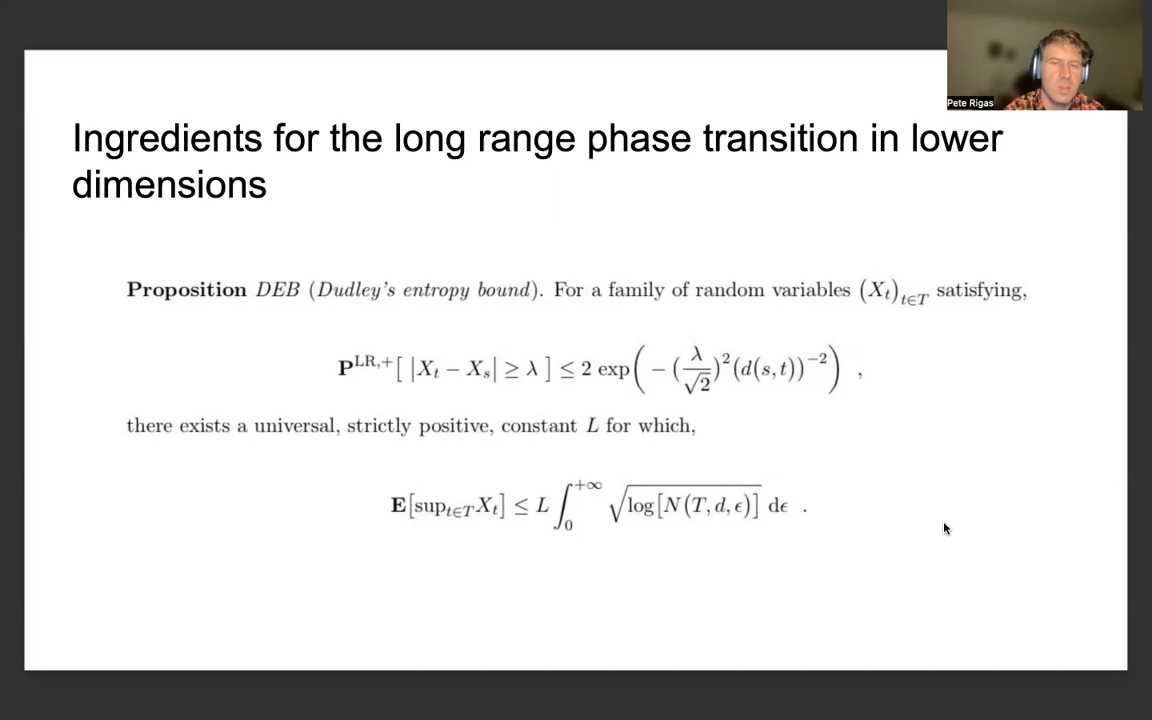 Pete Rigas
Ingredients for the long range phase transition in lower
dimensions
Proposition DEB (Dudley's entropy bound). For a family of random variables (X_t)_{t∈T} satisfying,
P^{LR,+}[ |X_t − X_s| ≥ λ ] ≤ 2 exp( − (λ/√2)^2 (d(s,t))^{−2} ) ,
there exists a universal, strictly positive, constant L for which,
E[sup_{t∈T} X_t] ≤ L ∫_0^{+∞} √(log[N(T, d, ϵ)]) dϵ .